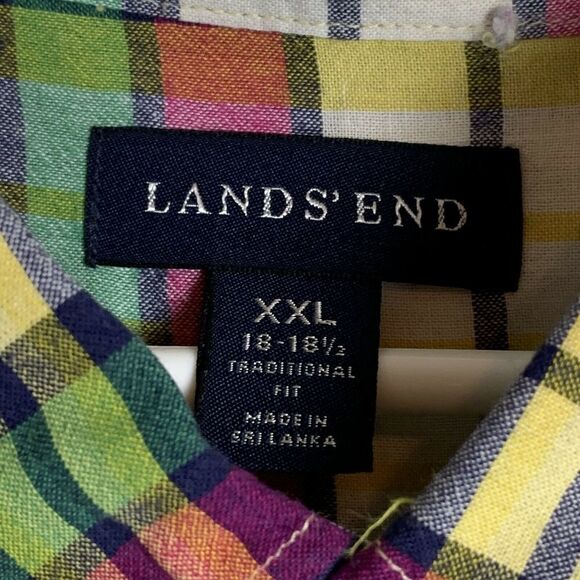 LANDS' END
XXL
18-18½
TRADITIONAL
FIT
MADE IN
SRI LANKA